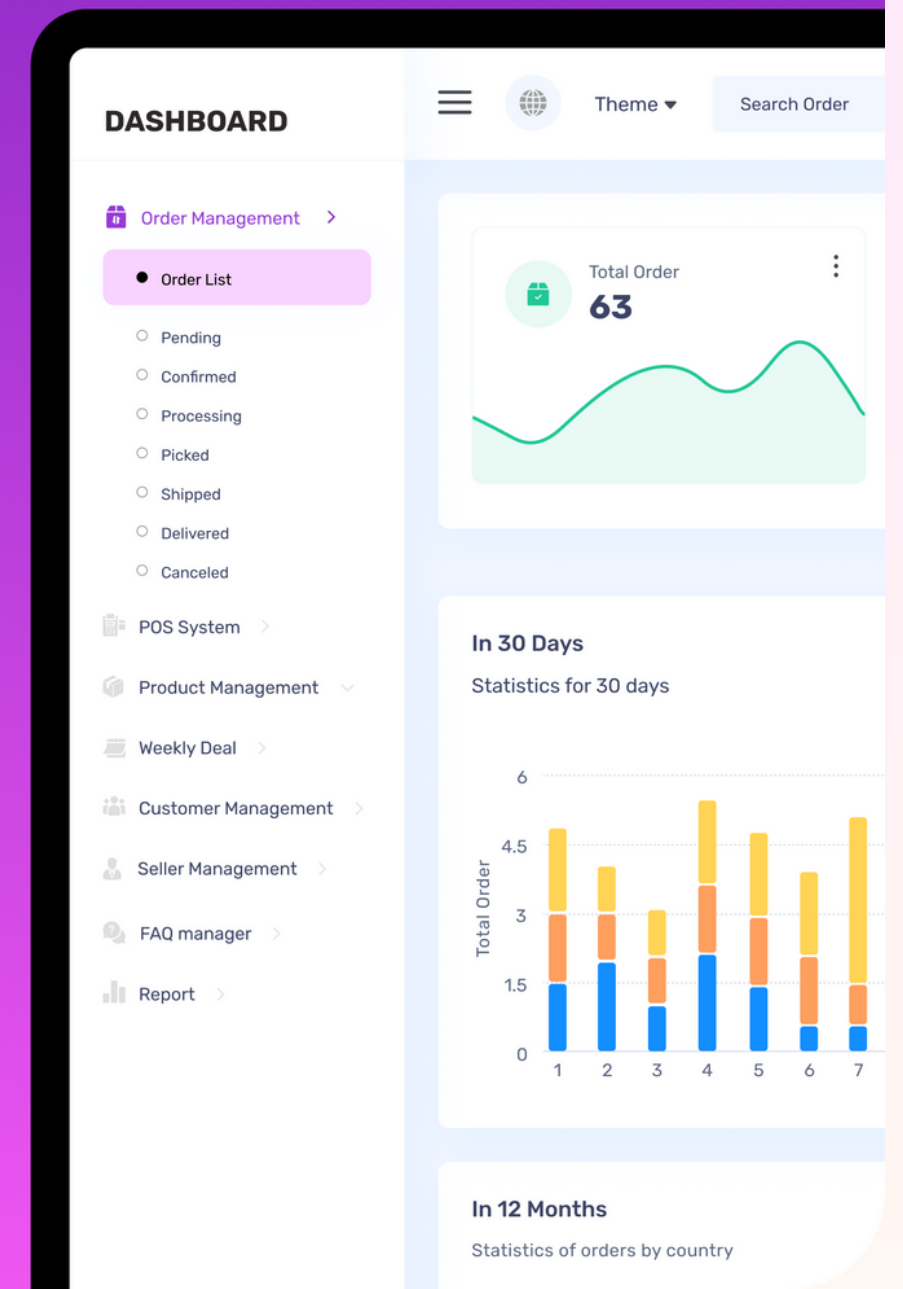 DASHBOARD
Theme
Search Order
Order Management
Order List
Pending
Confirmed
Processing
Picked
Shipped
Delivered
Canceled
POS System
Product Management
Weekly Deal
Customer Management
Seller Management
FAQ manager
Report
Total Order
63
In 30 Days
Statistics for 30 days
Total Order
6
4.5
3
1.5
0
1 2 3 4 5 6 7
In 12 Months
Statistics of orders by country